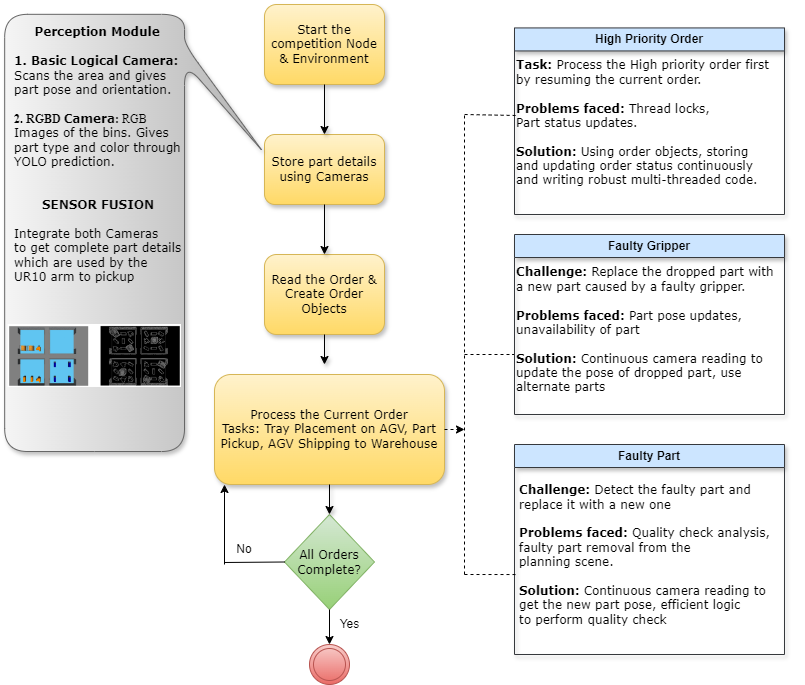 Perception Module
1. Basic Logical Camera:
Scans the area and gives
part pose and orientation.
2. RGBD Camera: RGB
Images of the bins. Gives
part type and color through
YOLO prediction.
SENSOR FUSION
Integrate both Cameras
to get complete part details
which are used by the
UR10 arm to pickup
Start the
competition Node
& Environment
Store part details
using Cameras
Read the Order &
Create Order
Objects
Process the Current Order
Tasks: Tray Placement on AGV, Part
Pickup, AGV Shipping to Warehouse
All Orders
Complete?
No
Yes
High Priority Order
Task: Process the High priority order first
by resuming the current order.
Problems faced: Thread locks,
Part status updates.
Solution: Using order objects, storing
and updating order status continuously
and writing robust multi-threaded code.
Faulty Gripper
Challenge: Replace the dropped part with
a new part caused by a faulty gripper.
Problems faced: Part pose updates,
unavailability of part
Solution: Continuous camera reading to
update the pose of dropped part, use
alternate parts
Faulty Part
Challenge: Detect the faulty part and
replace it with a new one
Problems faced: Quality check analysis,
faulty part removal from the
planning scene.
Solution: Continuous camera reading to
get the new part pose, efficient logic
to perform quality check